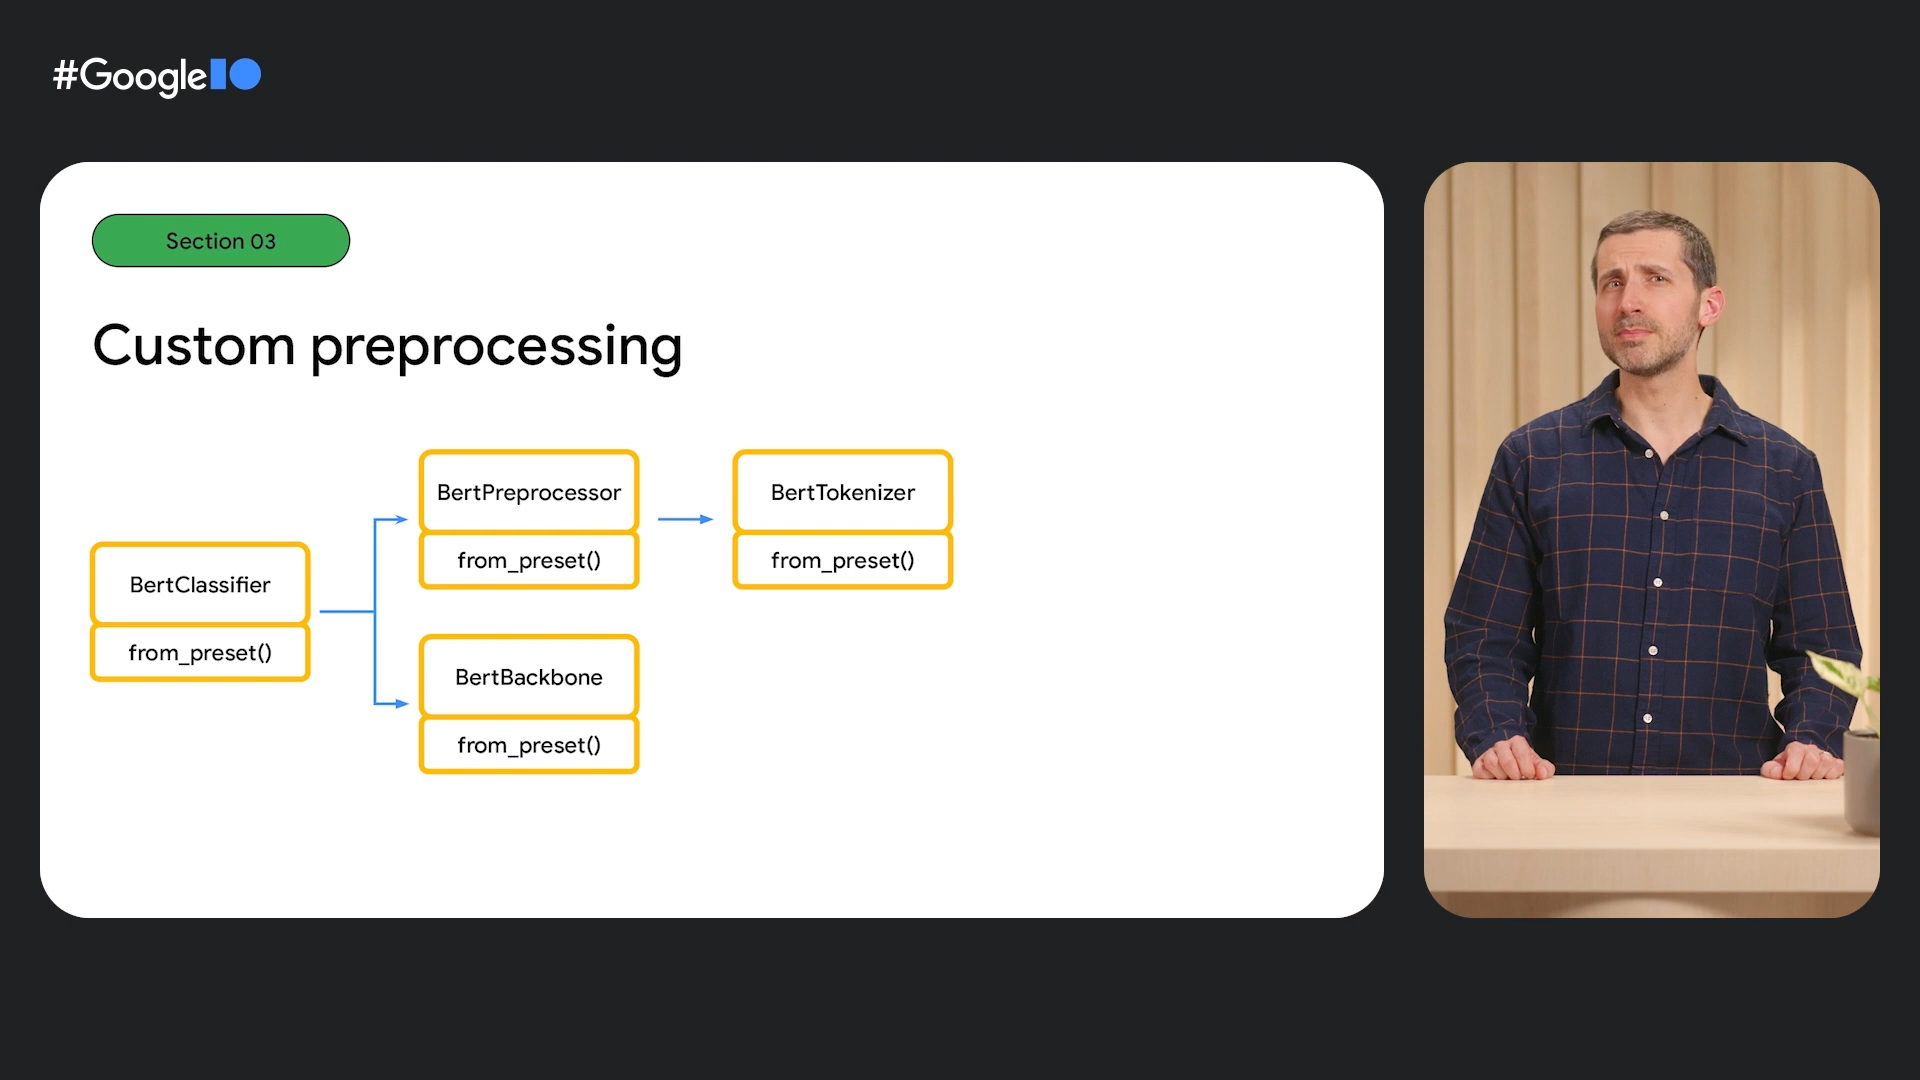 #GoogleIO
Section 03
Custom preprocessing
BertClassifier
from_preset()
BertPreprocessor
from_preset()
BertTokenizer
from_preset()
BertBackbone
from_preset()